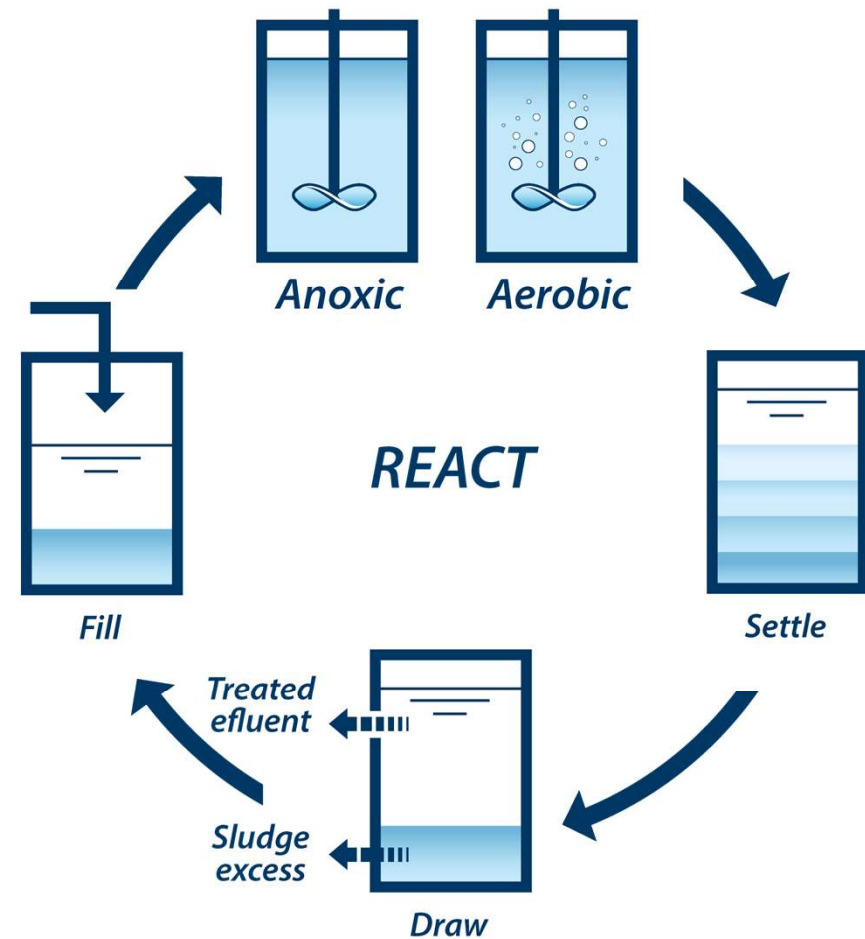 Anoxic
Aerobic
REACT
Fill
Settle
Treated
efluent
Sludge
excess
Draw